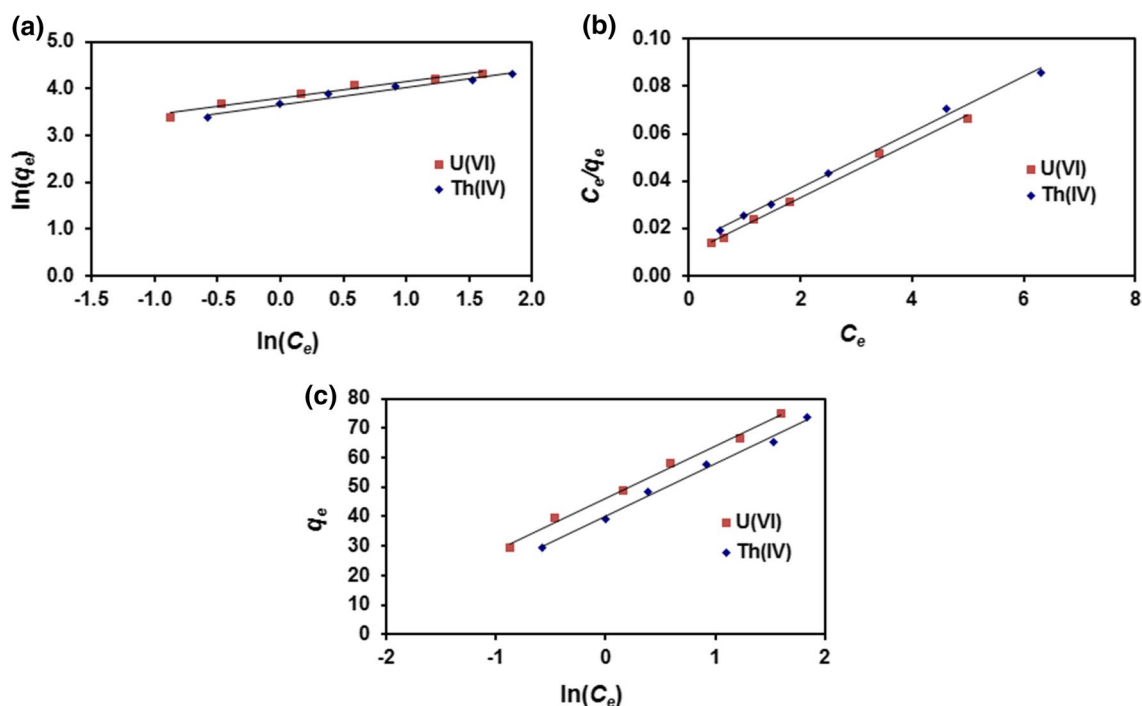 (a)
5.0
4.0
3.0
2.0
1.0
0.0
ln(qₑ)
-1.5 -1.0 -0.5 0.0 0.5 1.0 1.5 2.0
ln(Cₑ)
U(VI)
Th(IV)
(b)
0.10
0.08
0.06
0.04
0.02
0.00
Cₑ/qₑ
0 2 4 6 8
Cₑ
U(VI)
Th(IV)
(c)
80
70
60
50
40
30
20
10
0
qₑ
-2 -1 0 1 2
ln(Cₑ)
U(VI)
Th(IV)